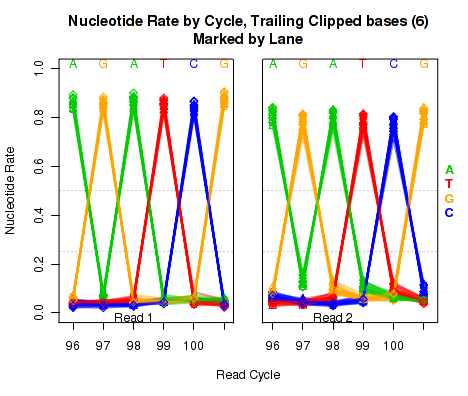 Nucleotide Rate by Cycle, Trailing Clipped bases (6)
Marked by Lane
A G A T C G
A G A T C G
1.0
0.8
0.6
0.4
0.2
0.0
Nucleotide Rate
A
T
G
C
Read 1
Read 2
96 97 98 99 100
96 97 98 99 100
Read Cycle